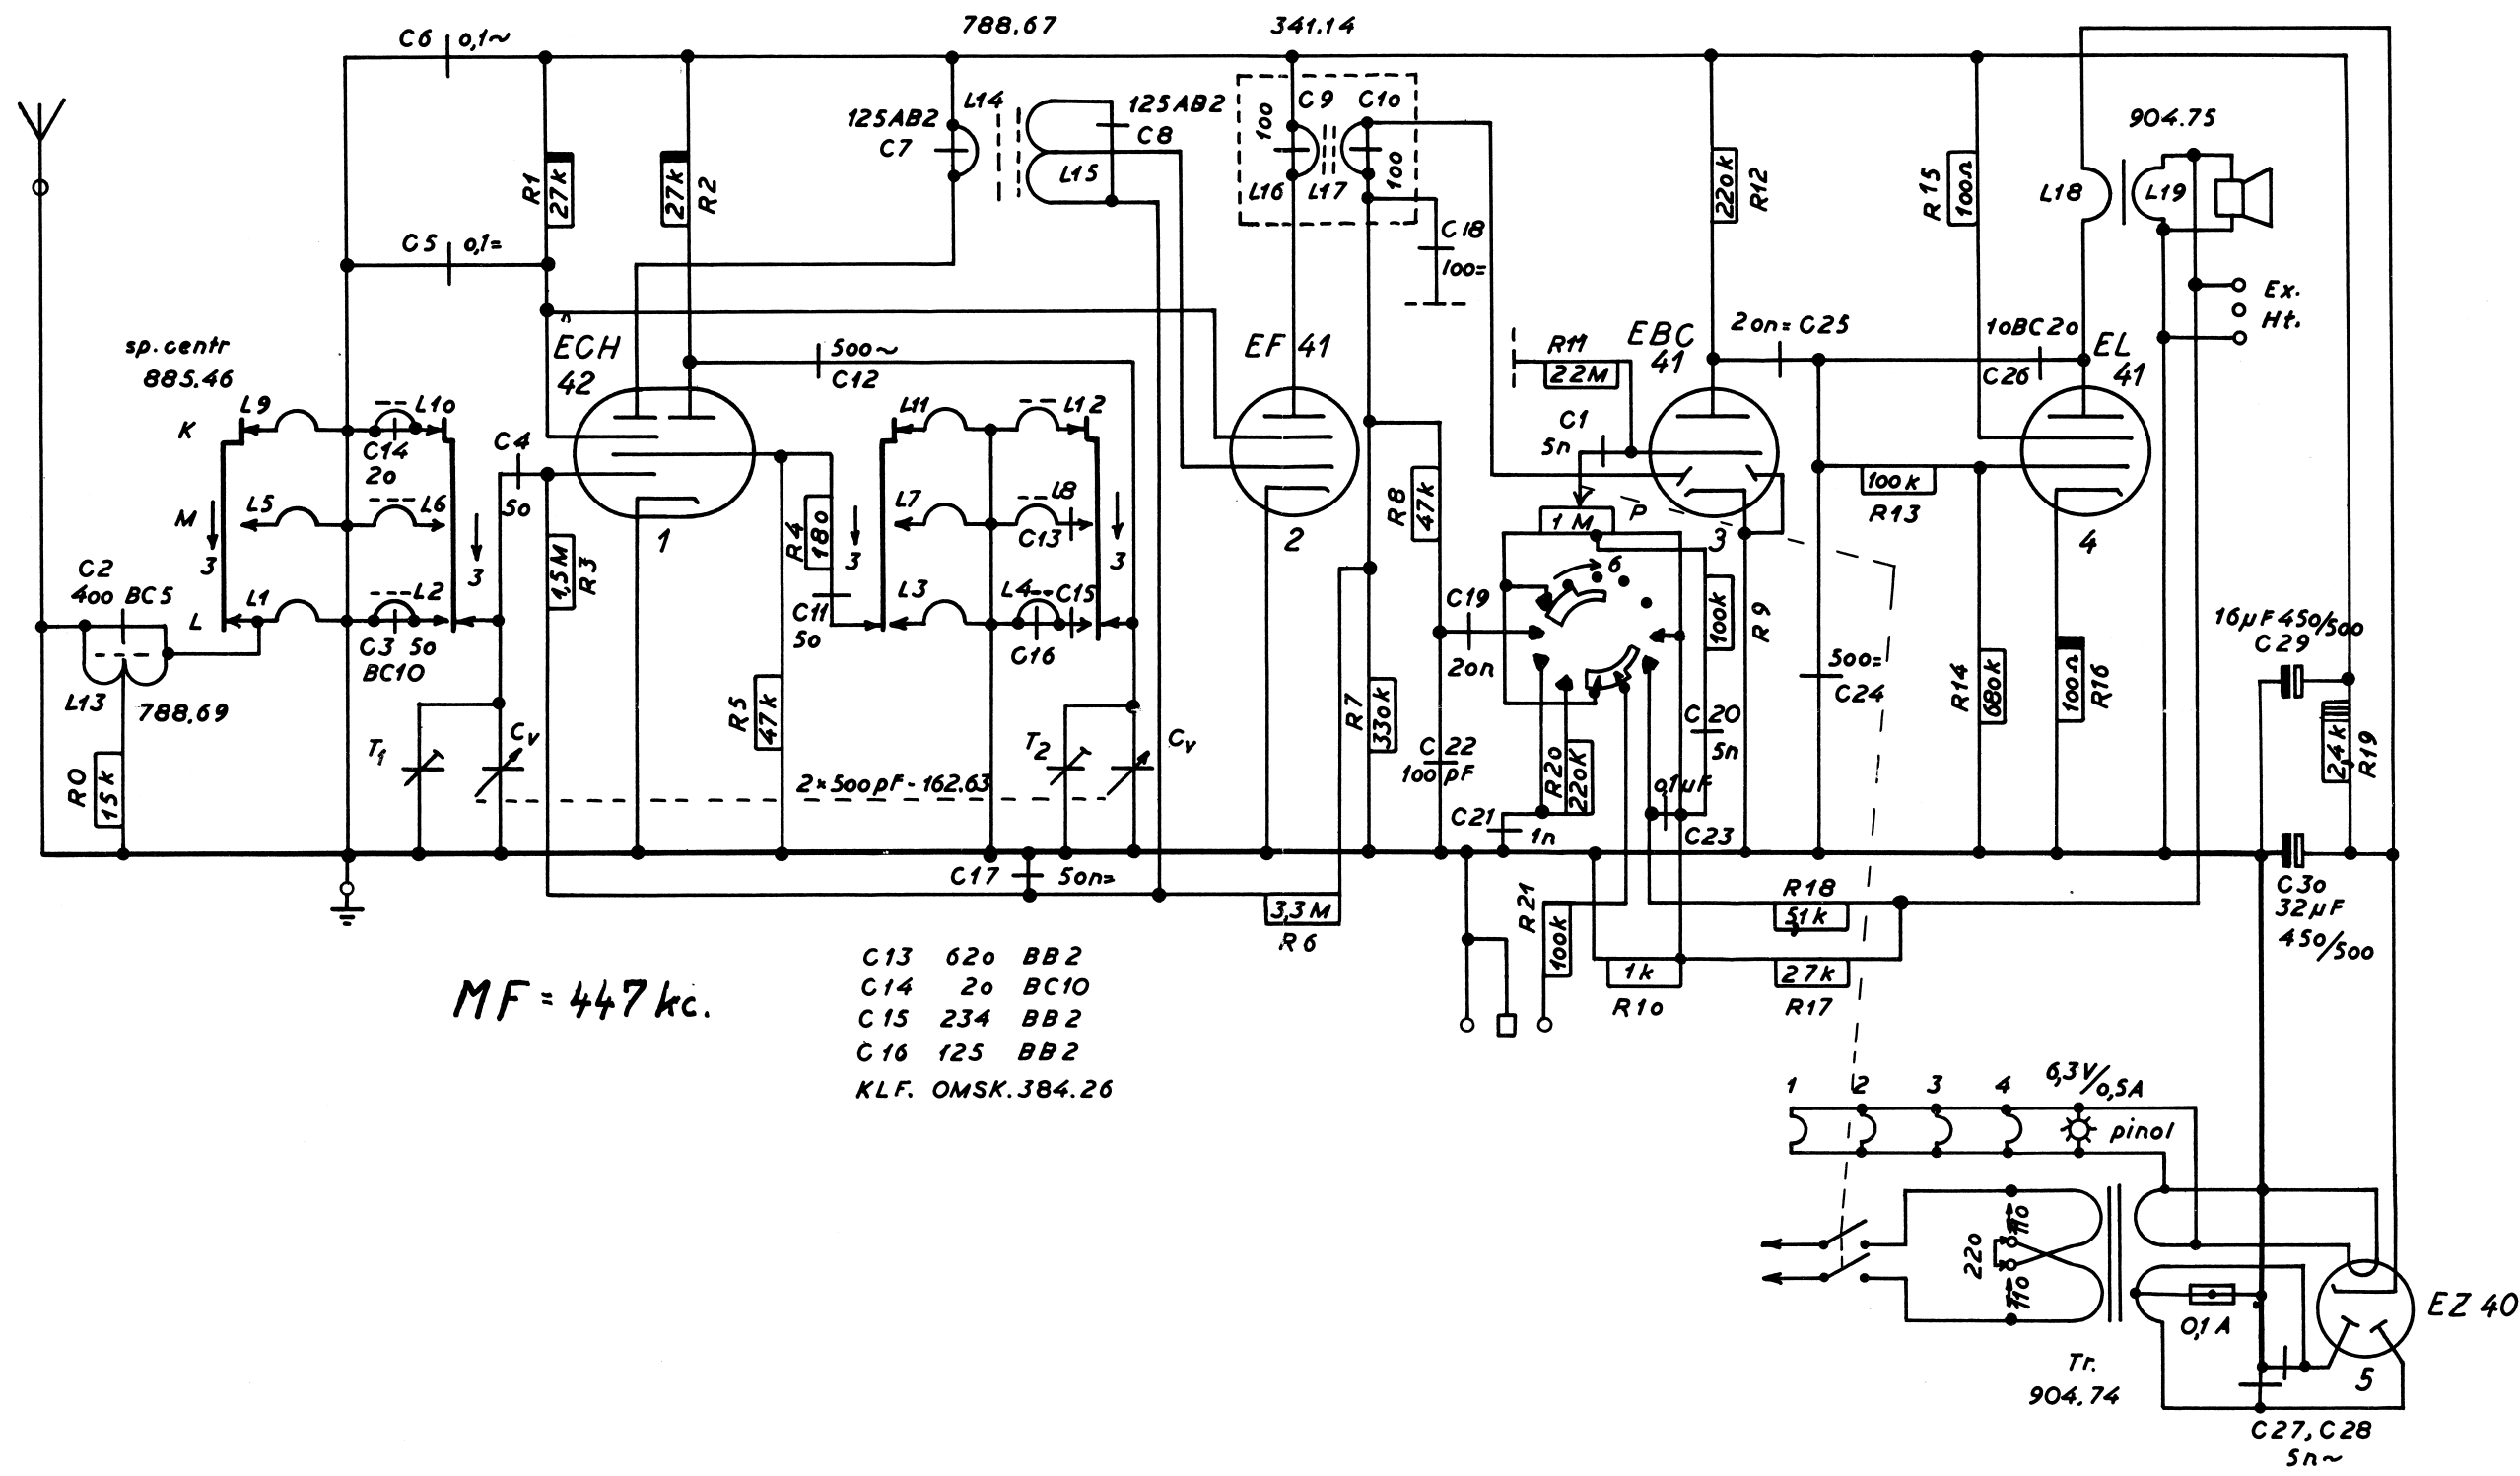 788.67
341.14
C6 0,1~
125AB2
C7
L14
125AB2
C8
L15
100
C9
C10
100
L16
L17
904.75
R1
27k
27k
R2
220k
R12
R15
100Ω
L18
L19
C5 0,1=
C18
100=
Ex.
Ht.
sp.centr
885.46
ECH
42
500~
C12
EF 41
R11
22M
EBC
41
20n= C25
10BC20
C26
EL
41
K
L9
L10
C14
20
C4
50
L11
L12
C1
5n
M
L5
L6
3
3
L7
L8
C13
3
3
1
2
3
4
R4
180
R8
47k
1M
P
100k
R13
C2
400 BC5
L
L1
L2
C3 50
BC10
1,5M
R3
C11
50
L3
L4
C15
C16
6
C19
20n
100k
R9
L13
788.69
R0
15k
T1
Cv
R5
47k
T2
Cv
2×500pF - 162.63
R7
330k
C22
100pF
C21
1n
R20
220K
C20
5n
0,1µF
C23
500=
C24
R14
680k
100Ω
R16
16µF 450/500
C29
2,4k
R19
C17
50n=
3,3M
R6
R21
100k
R18
51k
1k
R10
27k
R17
C30
32µF
450/500
MF = 447 kc.
C13 620 BB2
C14 20 BC10
C15 234 BB2
C16 125 BB2
KLF. OMSK. 384.26
1
2
3
4
6,3V/0,5A
pinol
220
110
110
0,1A
EZ 40
5
Tr.
904.74
C27, C28
5n~